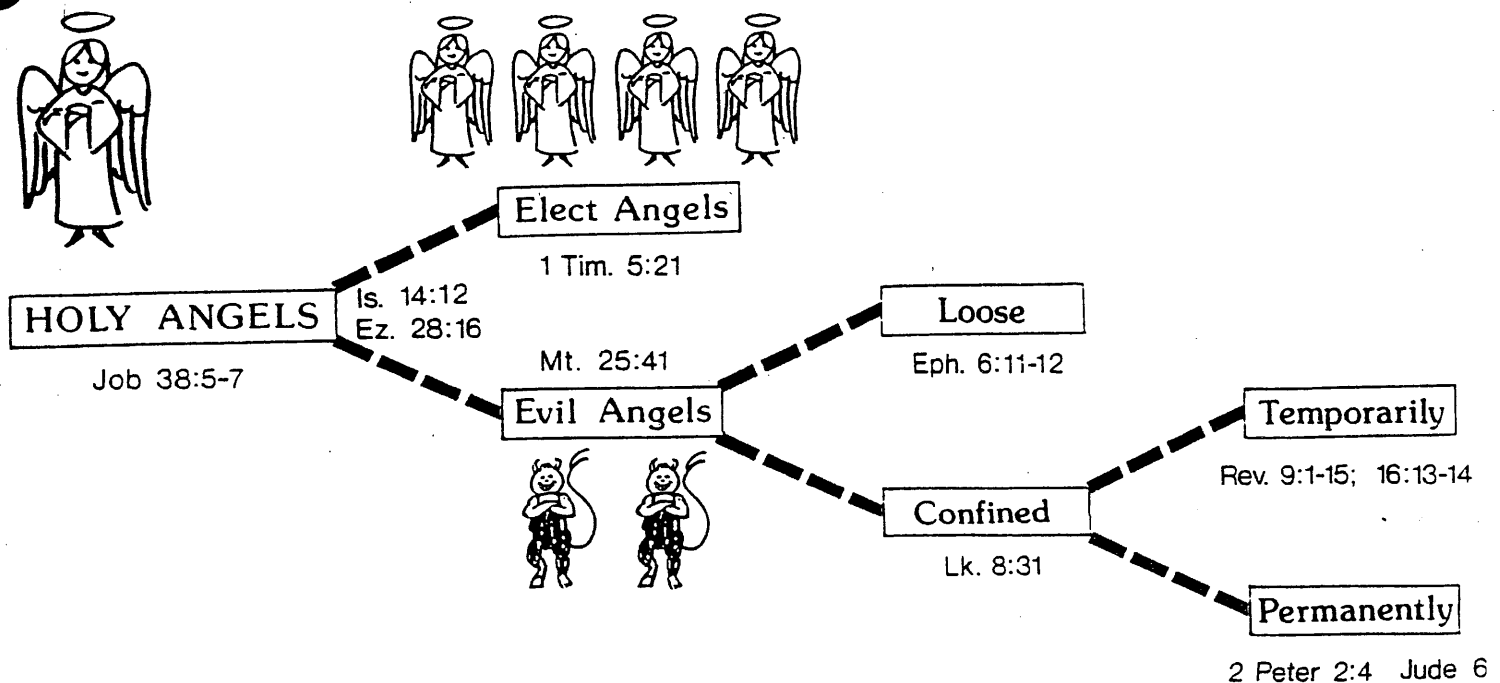 Elect Angels
1 Tim. 5:21
HOLY ANGELS
Job 38:5-7
Is. 14:12
Ez. 28:16
Mt. 25:41
Evil Angels
Loose
Eph. 6:11-12
Confined
Lk. 8:31
Temporarily
Rev. 9:1-15; 16:13-14
Permanently
2 Peter 2:4 Jude 6